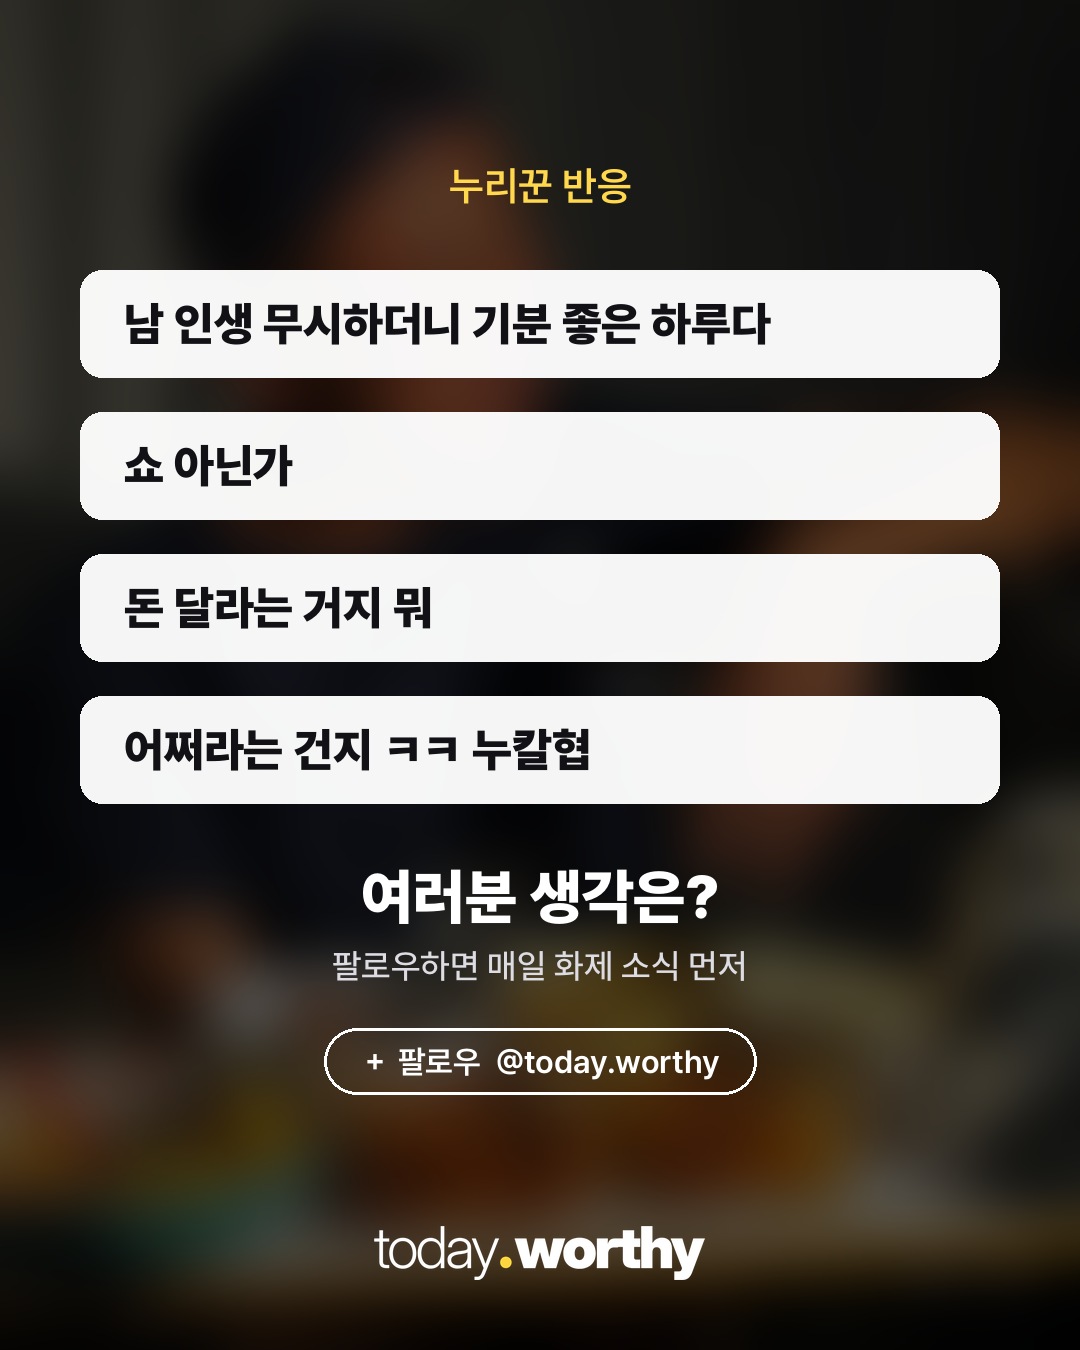 누리꾼 반응
남 인생 무시하더니 기분 좋은 하루다
쇼 아닌가
돈 달라는 거지 뭐
어쩌라는 건지 ㅋㅋ 누칼협
여러분 생각은?
팔로우하면 매일 화제 소식 먼저
+ 팔로우 @today.worthy
today.worthy